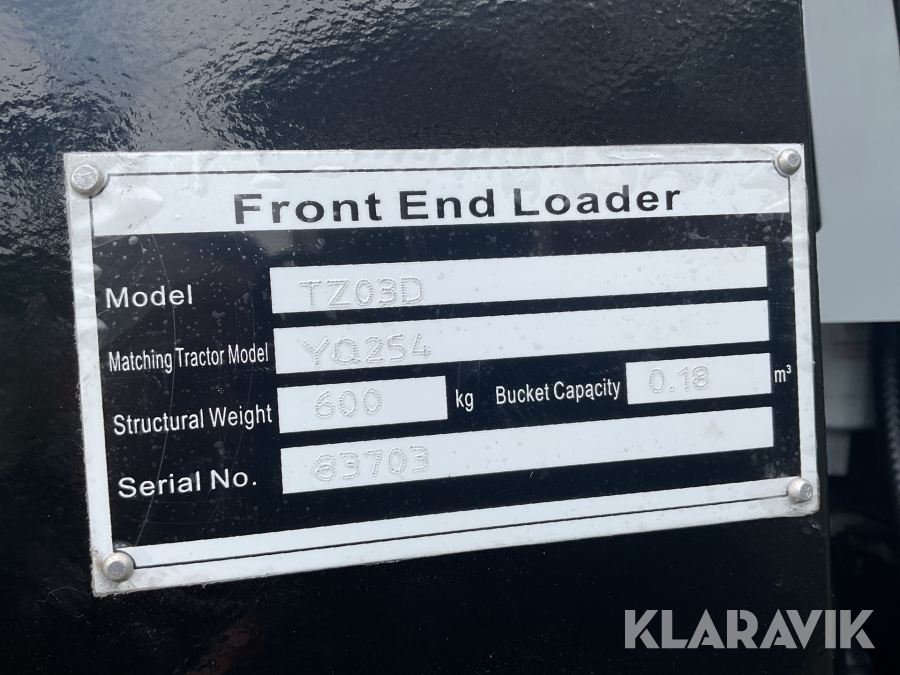 Front End Loader
Model TZ03D
Matching Tractor Model YQ254
Structural Weight 600 kg Bucket Capacity 0.18 m³
Serial No. 83703
KLARAVIK